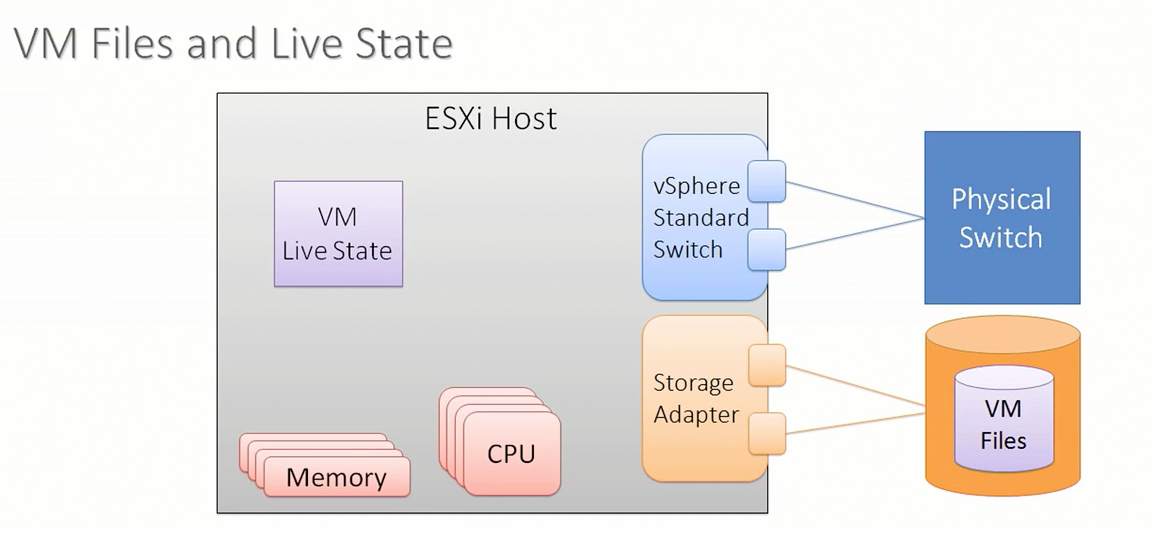 VM Files and Live State
ESXi Host
VM
Live State
vSphere
Standard
Switch
Physical
Switch
Storage
Adapter
VM
Files
CPU
Memory